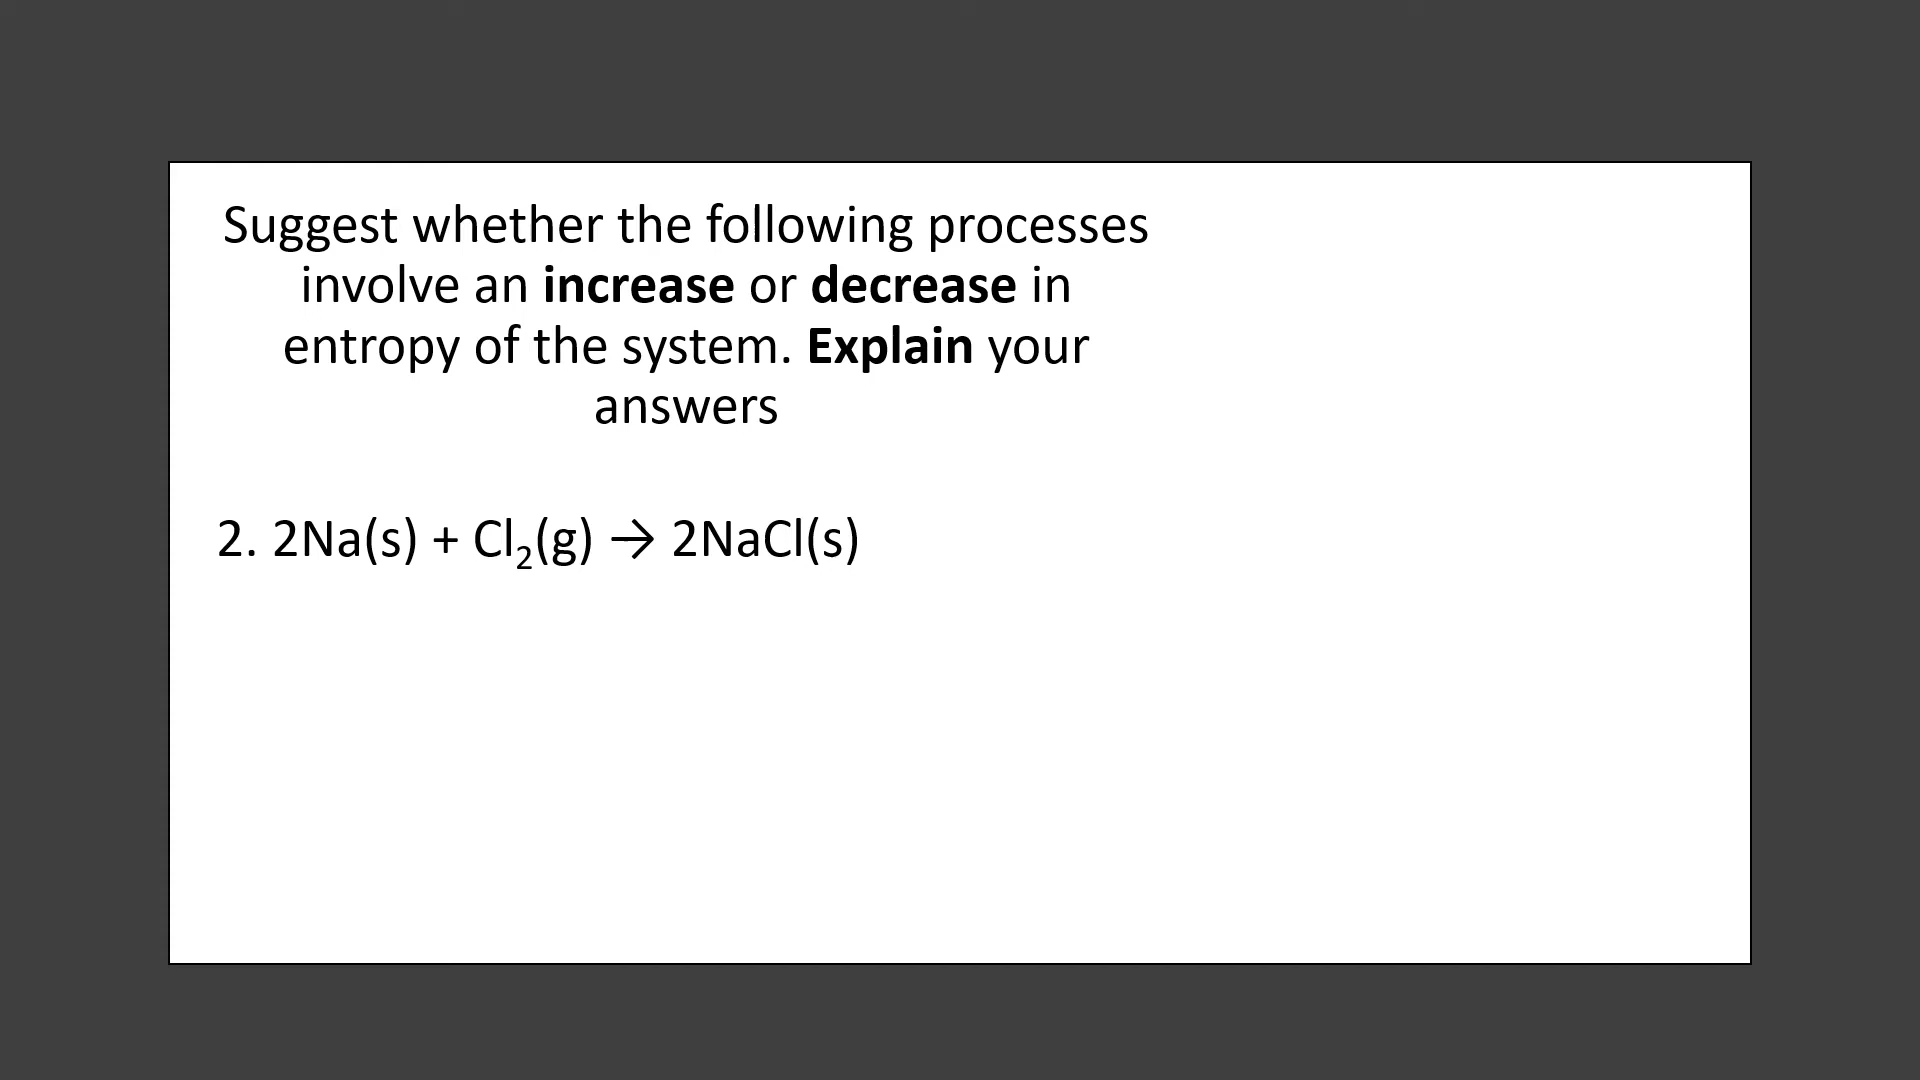 Suggest whether the following processes
involve an increase or decrease in
entropy of the system. Explain your
answers
2. 2Na(s) + Cl₂(g) → 2NaCl(s)